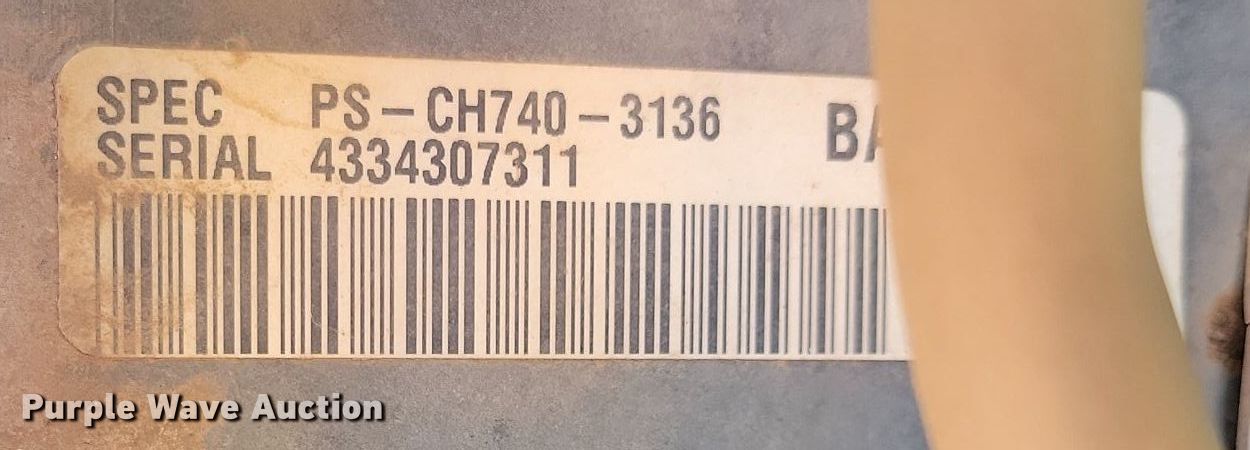 SPEC PS-CH740-3136
SERIAL 4334307311
Purple Wave Auction